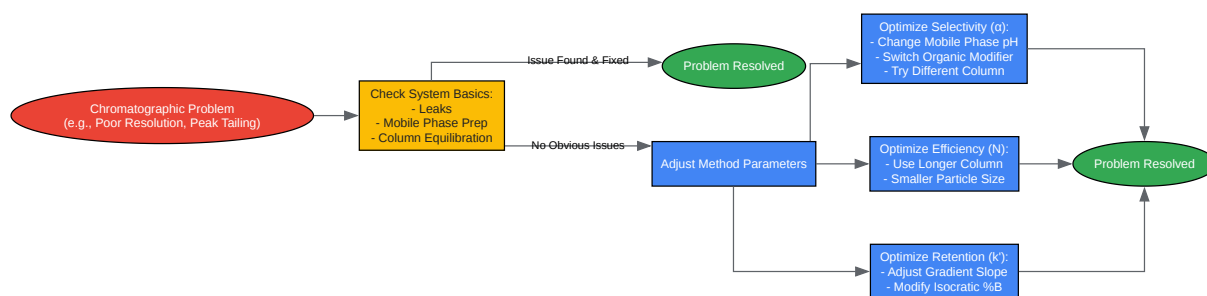 Chromatographic Problem
(e.g., Poor Resolution, Peak Tailing)
Check System Basics:
- Leaks
- Mobile Phase Prep
- Column Equilibration
Issue Found & Fixed
Problem Resolved
No Obvious Issues
Adjust Method Parameters
Optimize Selectivity (α):
- Change Mobile Phase pH
- Switch Organic Modifier
- Try Different Column
Optimize Efficiency (N):
- Use Longer Column
- Smaller Particle Size
Optimize Retention (k'):
- Adjust Gradient Slope
- Modify Isocratic %B
Problem Resolved